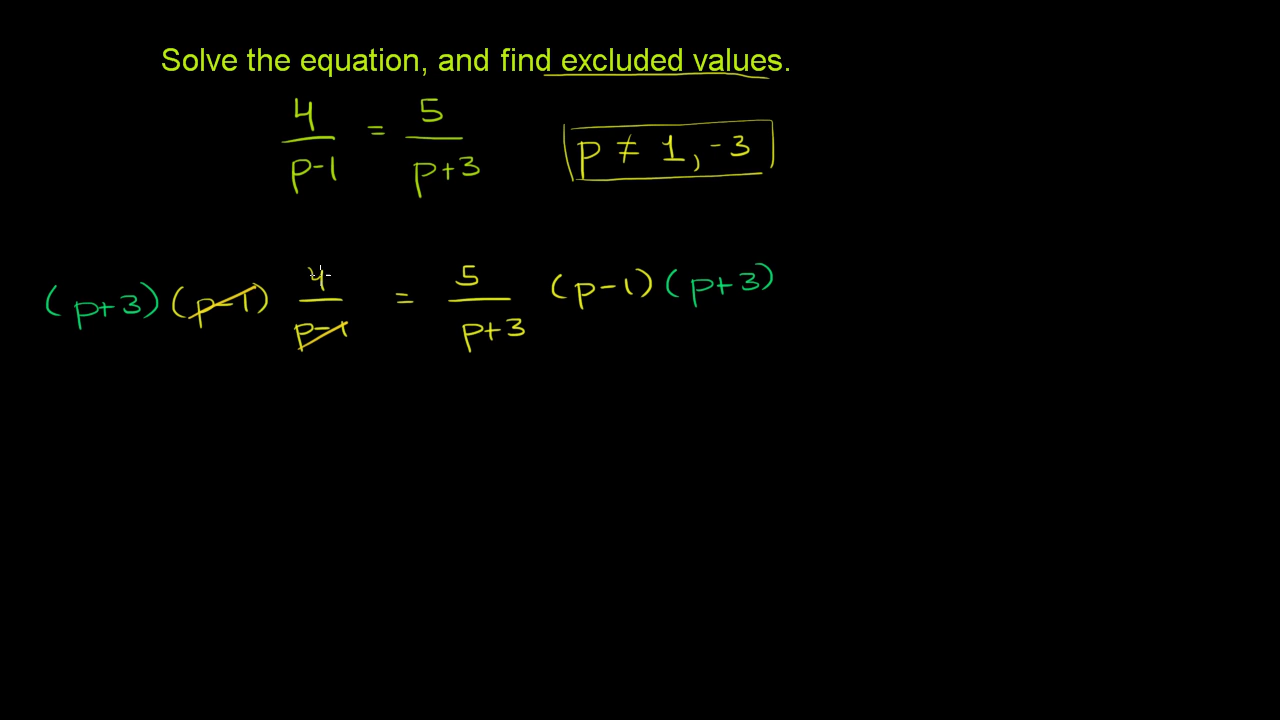 Solve the equation, and find excluded values.
4/(p-1) = 5/(p+3) p ≠ 1, -3
(p+3) (p-1) 4/(p-1) = 5/(p+3) (p-1) (p+3)